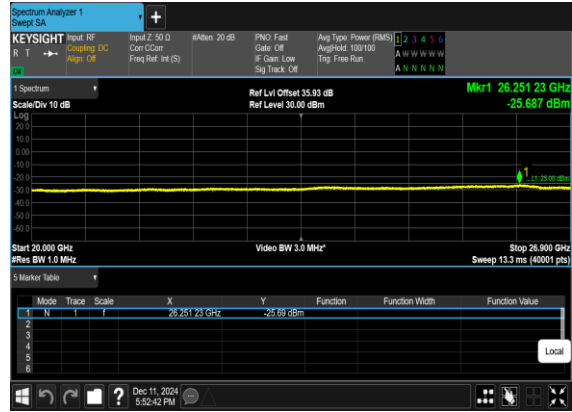 Spectrum Analyzer 1
Swept SA
+
KEYSIGHT Input: RF Input Z: 50 Ω #Atten: 20 dB PNO: Fast Avg Type: Power (RMS) 1 2 3 4 5 6
R T Coupling: DC Corr CCorr Gate: Off Avg|Hold: 100/100 A W W W W W
Align: Off Freq Ref: Int (S) IF Gain: Low Trig: Free Run
Sig Track: Off A N N N N N
1 Spectrum Ref Lvl Offset 35.93 dB Mkr1 26.251 23 GHz
Scale/Div 10 dB Ref Level 30.00 dBm -25.687 dBm
Log
20.0
10.0
0.00
-10.0
-20.0
-30.0
-40.0
-50.0
-60.0
1
L1 -25.00 dBm
Start 20.000 GHz Video BW 3.0 MHz* Stop 26.900 GHz
#Res BW 1.0 MHz Sweep 13.3 ms (40001 pts)
5 Marker Table
Mode Trace Scale X Y Function Function Width Function Value
1 N 1 f 26.251 23 GHz -25.69 dBm
2
3
4
5
6
Local
? Dec 11, 2024
5:52:42 PM